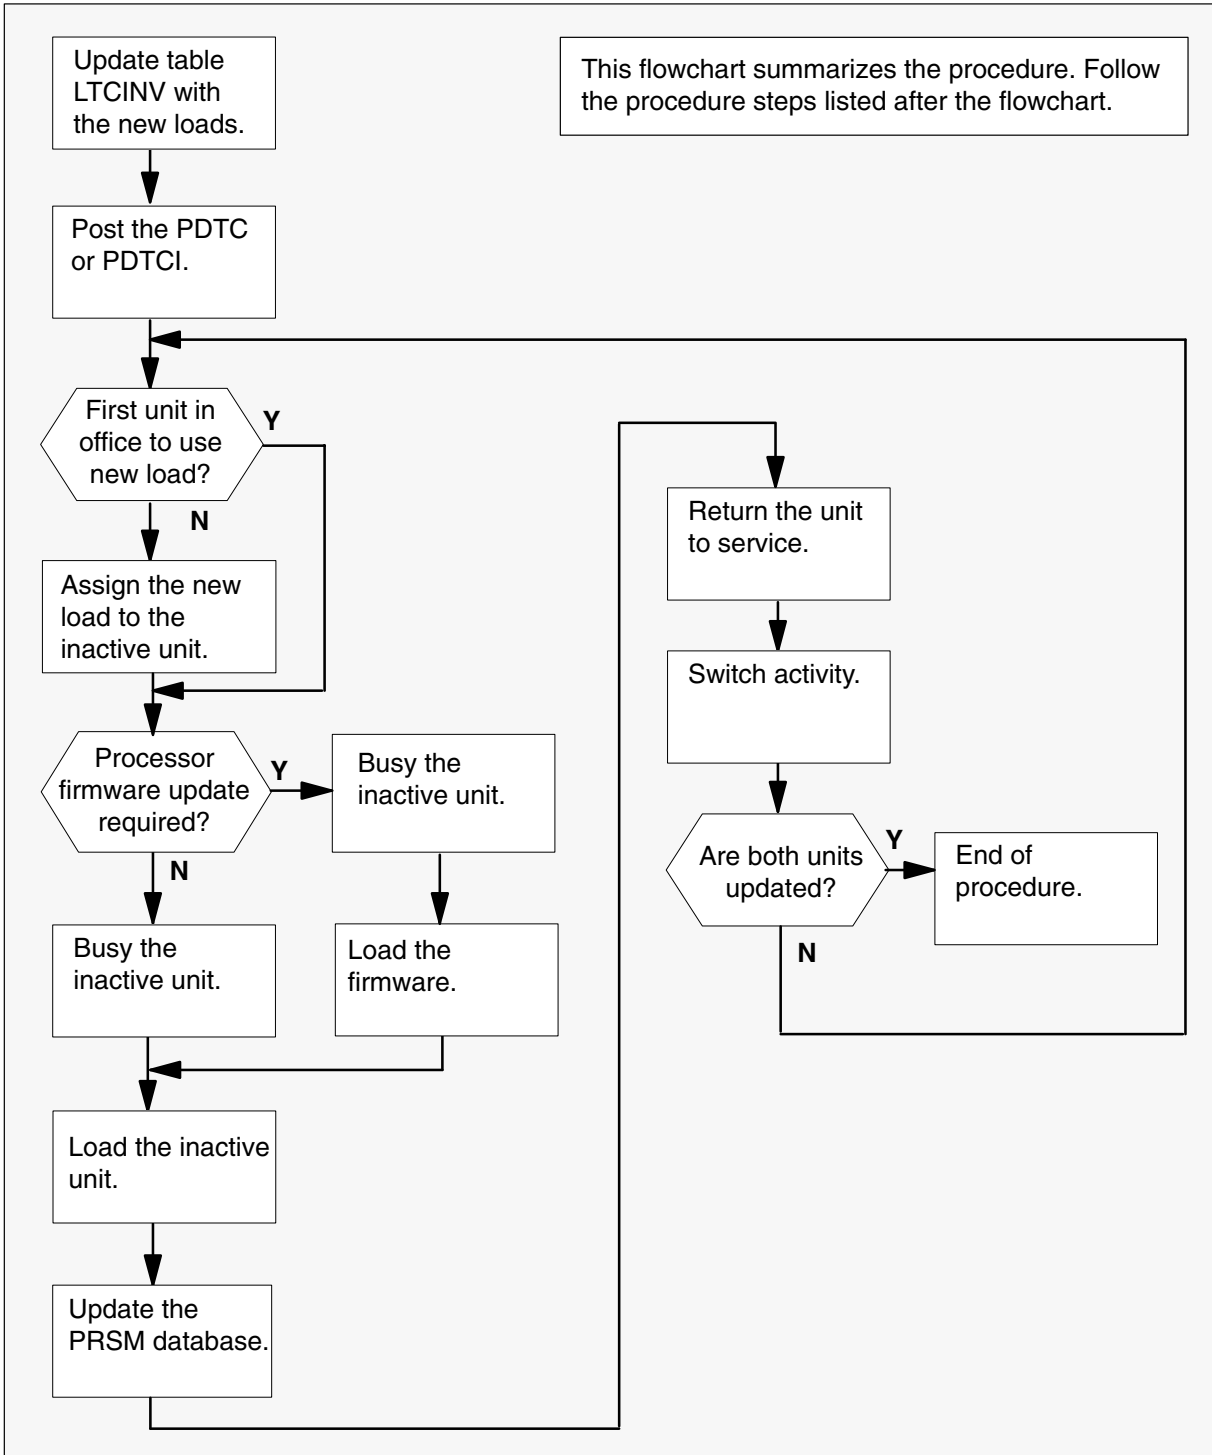 Update table
LTCINV with
the new loads.
This flowchart summarizes the procedure. Follow
the procedure steps listed after the flowchart.
Post the PDTC
or PDTCI.
First unit in
office to use
new load?
Y
N
Assign the new
load to the
inactive unit.
Processor
firmware update
required?
Y
N
Busy the
inactive unit.
Load the
firmware.
Busy the
inactive unit.
Load the inactive
unit.
Update the
PRSM database.
Return the unit
to service.
Switch activity.
Are both units
updated?
Y
N
End of
procedure.